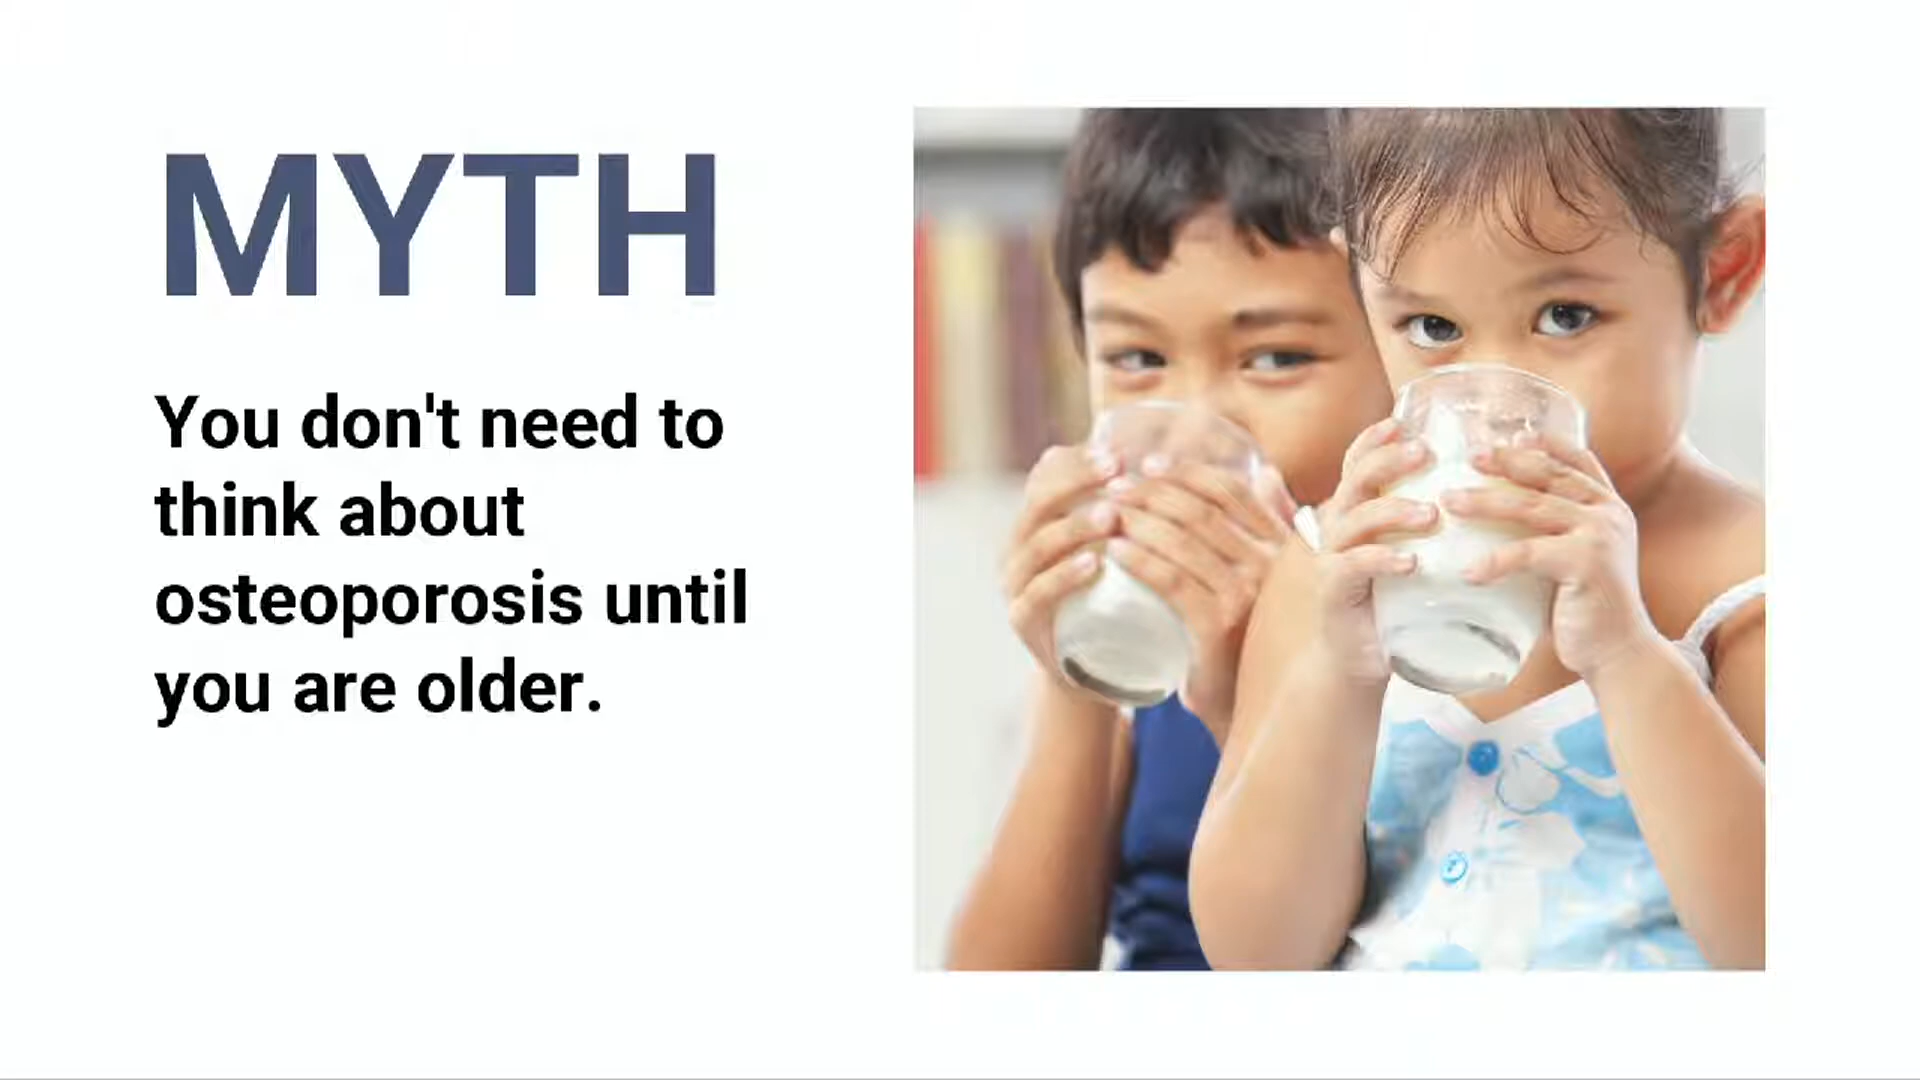 MYTH
You don't need to
think about
osteoporosis until
you are older.